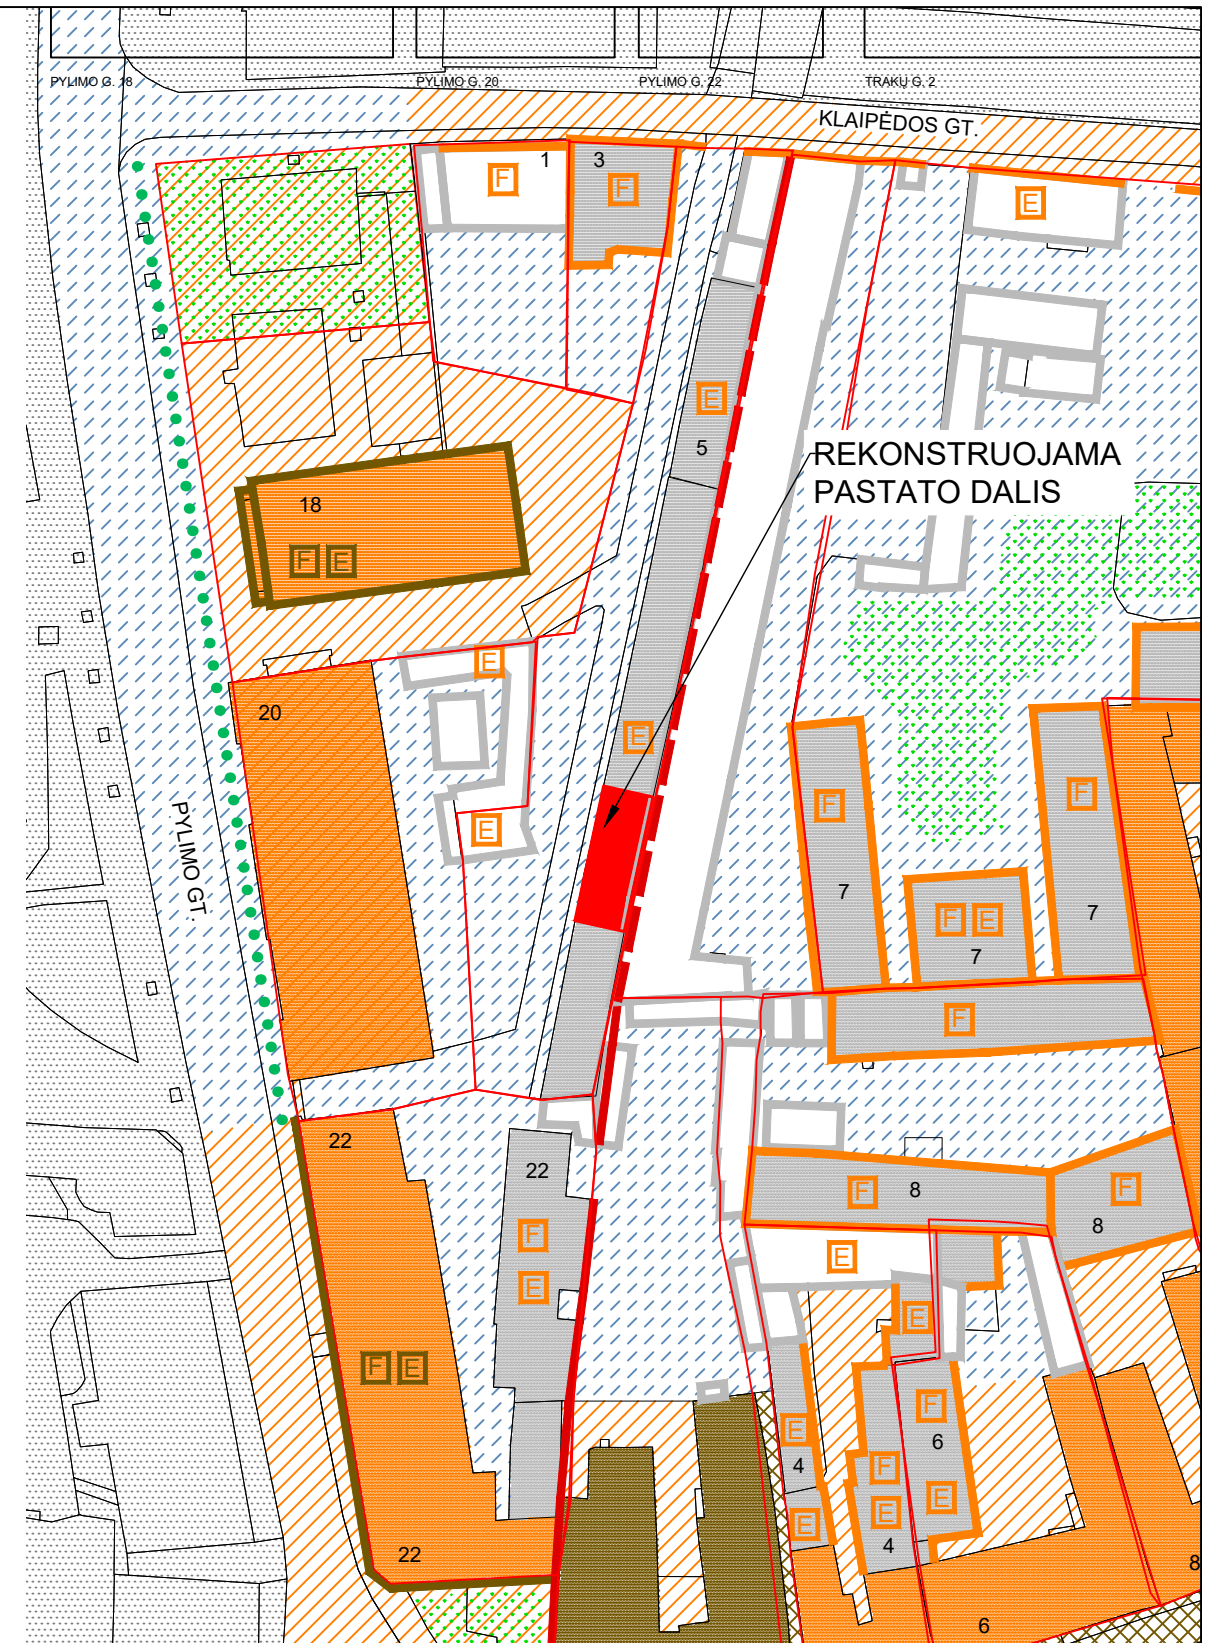 PYLIMO G. 18
PYLIMO G. 20
PYLIMO G. 22
TRAKŲ G. 2
KLAIPĖDOS GT.
1
3
F
F
E
E
5
REKONSTRUOJAMA
PASTATO DALIS
18
F E
E
20
E
F
F
E
PYLIMO GT.
7
7
F E
7
F
22
22
F
8
F
8
F
E
E
E
F E
F
6
E
4
F
E
E
E
4
22
6
8